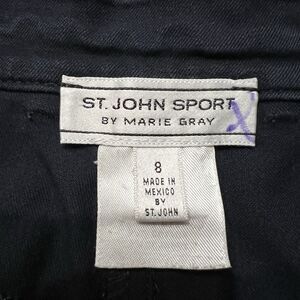 ST. JOHN SPORT
BY MARIE GRAY
8
MADE IN
MEXICO
BY
ST. JOHN